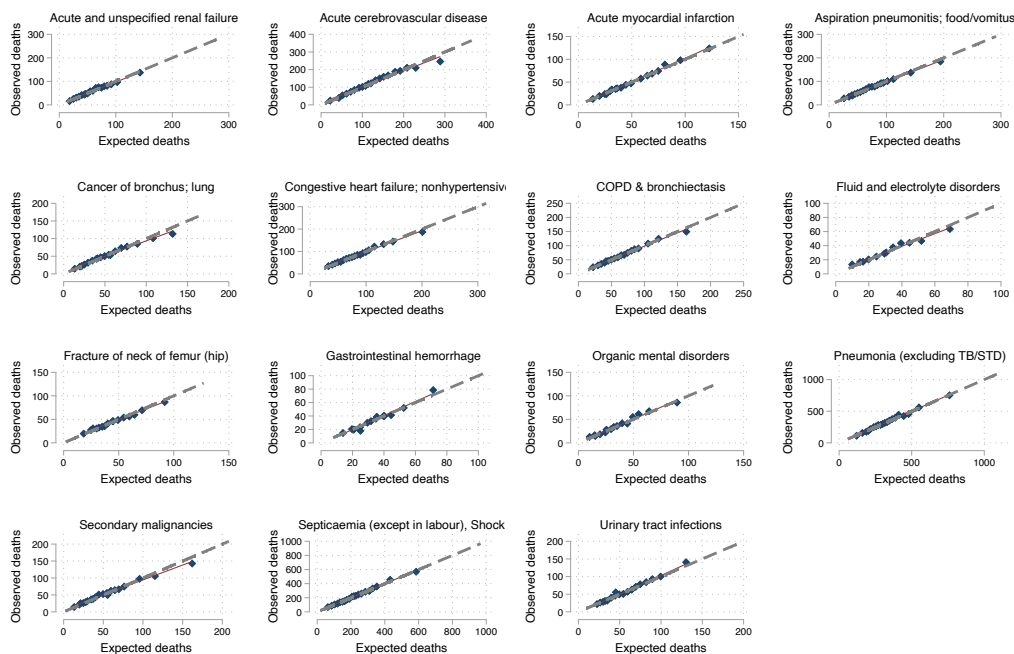 Acute and unspecified renal failure
Observed deaths
300
200
100
0
0 100 200 300
Expected deaths
Acute cerebrovascular disease
Observed deaths
400
300
200
100
0
0 100 200 300 400
Expected deaths
Acute myocardial infarction
Observed deaths
150
100
50
0
0 50 100 150
Expected deaths
Aspiration pneumonitis; food/vomitus
Observed deaths
300
200
100
0
0 100 200 300
Expected deaths
Cancer of bronchus; lung
Observed deaths
200
150
100
50
0
0 50 100 150 200
Expected deaths
Congestive heart failure; nonhypertensive
Observed deaths
300
200
100
0
0 100 200 300
Expected deaths
COPD & bronchiectasis
Observed deaths
250
200
150
100
50
0
0 50 100 150 200 250
Expected deaths
Fluid and electrolyte disorders
Observed deaths
100
80
60
40
20
0
0 20 40 60 80 100
Expected deaths
Fracture of neck of femur (hip)
Observed deaths
150
100
50
0
0 50 100 150
Expected deaths
Gastrointestinal hemorrhage
Observed deaths
100
80
60
40
20
0
0 20 40 60 80 100
Expected deaths
Organic mental disorders
Observed deaths
150
100
50
0
0 50 100 150
Expected deaths
Pneumonia (excluding TB/STD)
Observed deaths
1000
500
0
0 500 1000
Expected deaths
Secondary malignancies
Observed deaths
200
150
100
50
0
0 50 100 150 200
Expected deaths
Septicaemia (except in labour), Shock
Observed deaths
1000
800
600
400
200
0
0 200 400 600 800 1000
Expected deaths
Urinary tract infections
Observed deaths
200
150
100
50
0
0 50 100 150 200
Expected deaths